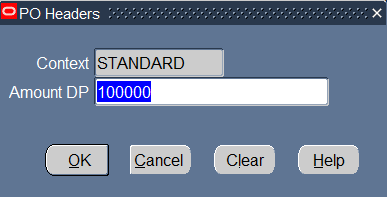 PO Headers
Context STANDARD
Amount DP 100000
OK Cancel Clear Help